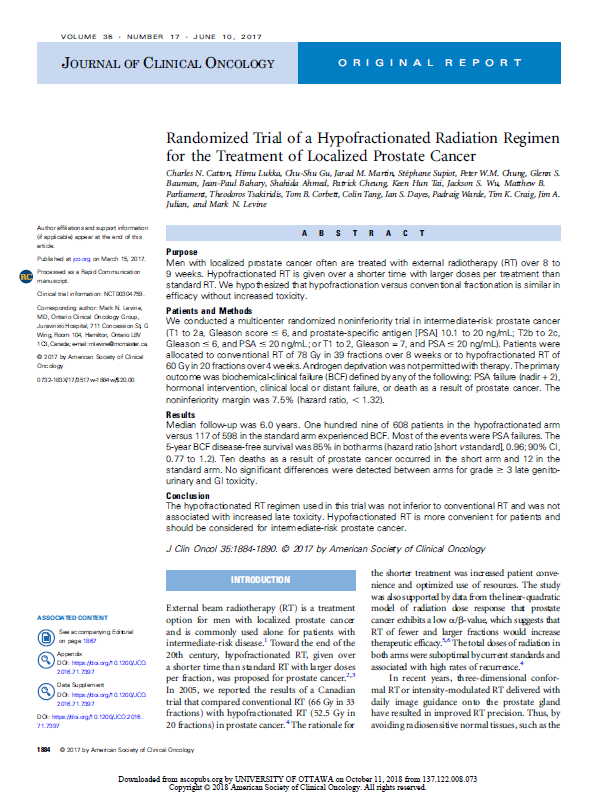 VOLUME 35 · NUMBER 17 · JUNE 10, 2017
JOURNAL OF CLINICAL ONCOLOGY
ORIGINAL REPORT
Randomized Trial of a Hypofractionated Radiation Regimen
for the Treatment of Localized Prostate Cancer
Charles N. Catton, Himu Lukka, Chu-Shu Gu, Jarad M. Martin, Stéphane Supiot, Peter W.M. Chung, Glenn S.
Bauman, Jean-Paul Bahary, Shahida Ahmed, Patrick Cheung, Keen Hun Tai, Jackson S. Wu, Matthew B.
Parliament, Theodoros Tsakiridis, Tom B. Corbett, Colin Tang, Ian S. Dayes, Padraig Warde, Tim K. Craig, Jim A.
Julian, and Mark N. Levine
Author affiliations and support information
(if applicable) appear at the end of this
article.
Published at jco.org on March 15, 2017.
RC
Processed as a Rapid Communication
manuscript.
Clinical trial information: NCT00304759.
Corresponding author: Mark N. Levine,
MD, Ontario Clinical Oncology Group,
Juravinski Hospital, 711 Concession St, G
Wing, Room 104, Hamilton, Ontario L8V
1C3, Canada; e-mail: mlevine@mcmaster.ca.
© 2017 by American Society of Clinical
Oncology
0732-183X/17/3517w-1884w/$20.00
ABSTRACT
Purpose
Men with localized prostate cancer often are treated with external radiotherapy (RT) over 8 to
9 weeks. Hypofractionated RT is given over a shorter time with larger doses per treatment than
standard RT. We hypothesized that hypofractionation versus conventional fractionation is similar in
efficacy without increased toxicity.
Patients and Methods
We conducted a multicenter randomized noninferiority trial in intermediate-risk prostate cancer
(T1 to 2a, Gleason score ≤ 6, and prostate-specific antigen [PSA] 10.1 to 20 ng/mL; T2b to 2c,
Gleason ≤ 6, and PSA ≤ 20 ng/mL; or T1 to 2, Gleason = 7, and PSA ≤ 20 ng/mL). Patients were
allocated to conventional RT of 78 Gy in 39 fractions over 8 weeks or to hypofractionated RT of
60 Gy in 20 fractions over 4 weeks. Androgen deprivation was not permitted with therapy. The primary
outcome was biochemical-clinical failure (BCF) defined by any of the following: PSA failure (nadir + 2),
hormonal intervention, clinical local or distant failure, or death as a result of prostate cancer. The
noninferiority margin was 7.5% (hazard ratio, < 1.32).
Results
Median follow-up was 6.0 years. One hundred nine of 608 patients in the hypofractionated arm
versus 117 of 598 in the standard arm experienced BCF. Most of the events were PSA failures. The
5-year BCF disease-free survival was 85% in both arms (hazard ratio [short v standard], 0.96; 90% CI,
0.77 to 1.2). Ten deaths as a result of prostate cancer occurred in the short arm and 12 in the
standard arm. No significant differences were detected between arms for grade ≥ 3 late genito-
urinary and GI toxicity.
Conclusion
The hypofractionated RT regimen used in this trial was not inferior to conventional RT and was not
associated with increased late toxicity. Hypofractionated RT is more convenient for patients and
should be considered for intermediate-risk prostate cancer.
J Clin Oncol 35:1884-1890. © 2017 by American Society of Clinical Oncology
INTRODUCTION
External beam radiotherapy (RT) is a treatment
option for men with localized prostate cancer
and is commonly used alone for patients with
intermediate-risk disease.1 Toward the end of the
20th century, hypofractionated RT, given over
a shorter time than standard RT with larger doses
per fraction, was proposed for prostate cancer.2,3
In 2005, we reported the results of a Canadian
trial that compared conventional RT (66 Gy in 33
fractions) with hypofractionated RT (52.5 Gy in
20 fractions) in prostate cancer.4 The rationale for
the shorter treatment was increased patient conve-
nience and optimized use of resources. The study
was also supported by data from the linear-quadratic
model of radiation dose response that prostate
cancer exhibits a low α/β-value, which suggests that
RT of fewer and larger fractions would increase
therapeutic efficacy.5,6 The total doses of radiation in
both arms were suboptimal by current standards and
associated with high rates of recurrence.4
In recent years, three-dimensional confor-
mal RT or intensity-modulated RT delivered with
daily image guidance onto the prostate gland
have resulted in improved RT precision. Thus, by
avoiding radiosensitive normal tissues, such as the
ASSOCIATED CONTENT
See accompanying Editorial
on page 1867
Appendix
DOI: https://doi.org/10.1200/JCO.
2016.71.7397
Data Supplement
DOI: https://doi.org/10.1200/JCO.
2016.71.7397
DOI: https://doi.org/10.1200/JCO.2016.
71.7397
1884 © 2017 by American Society of Clinical Oncology
Downloaded from ascopubs.org by UNIVERSITY OF OTTAWA on October 11, 2018 from 137.122.008.073
Copyright © 2018 American Society of Clinical Oncology. All rights reserved.